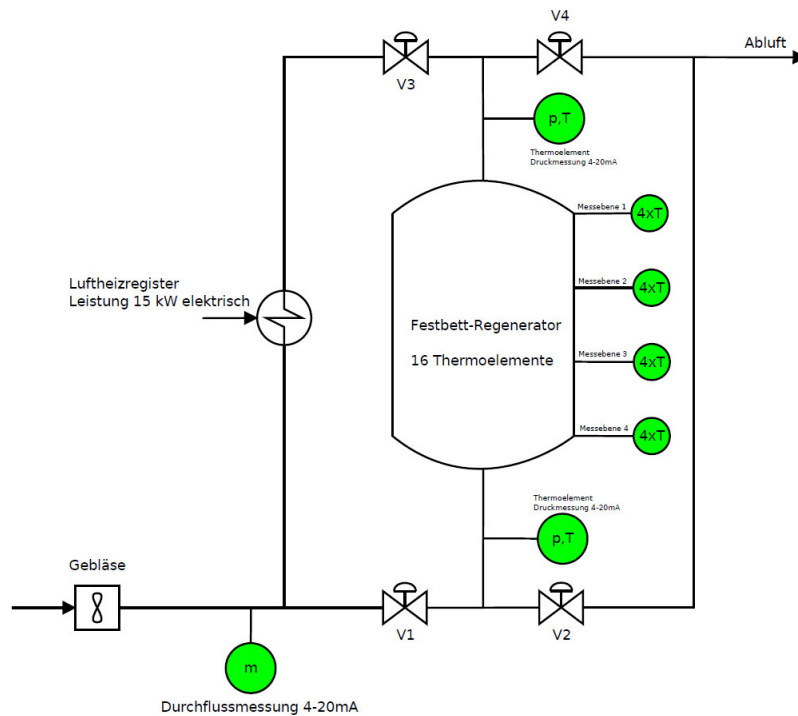 V4
Abluft
V3
p,T
Thermoelement
Druckmessung 4-20mA
Messebene 1
4xT
Luftheizregister
Leistung 15 kW elektrisch
Messebene 2
4xT
Festbett-Regenerator
16 Thermoelemente
Messebene 3
4xT
Messebene 4
4xT
Thermoelement
Druckmessung 4-20mA
p,T
Gebläse
V1
V2
m
Durchflussmessung 4-20mA